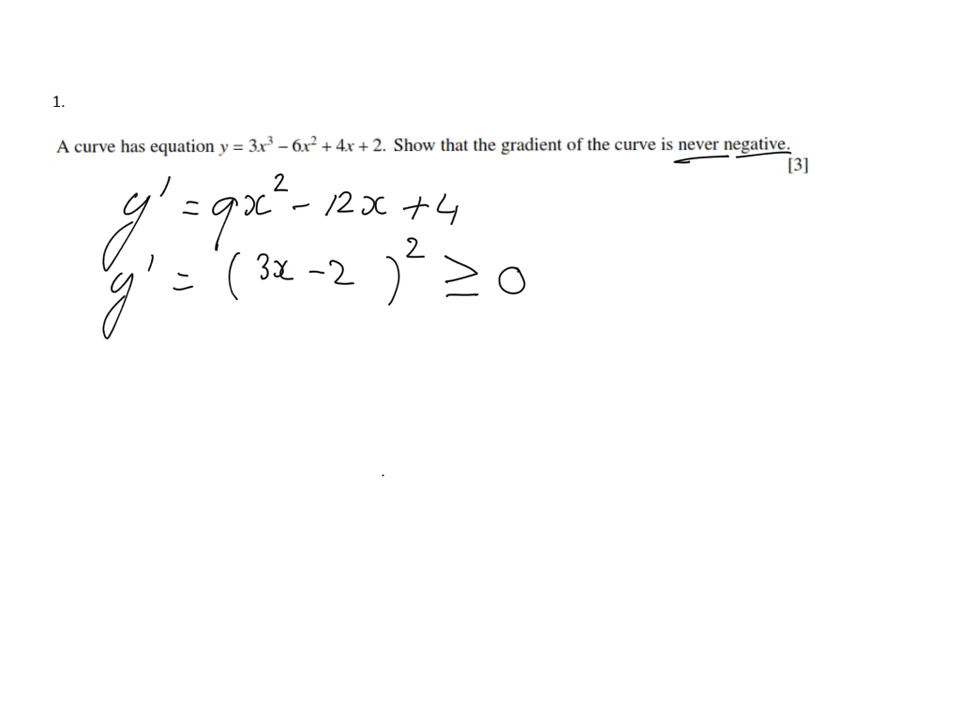 1.
A curve has equation y = 3x³ – 6x² + 4x + 2. Show that the gradient of the curve is never negative.
[3]
y' = 9x² - 12x + 4
y' = (3x - 2)² ≥ 0